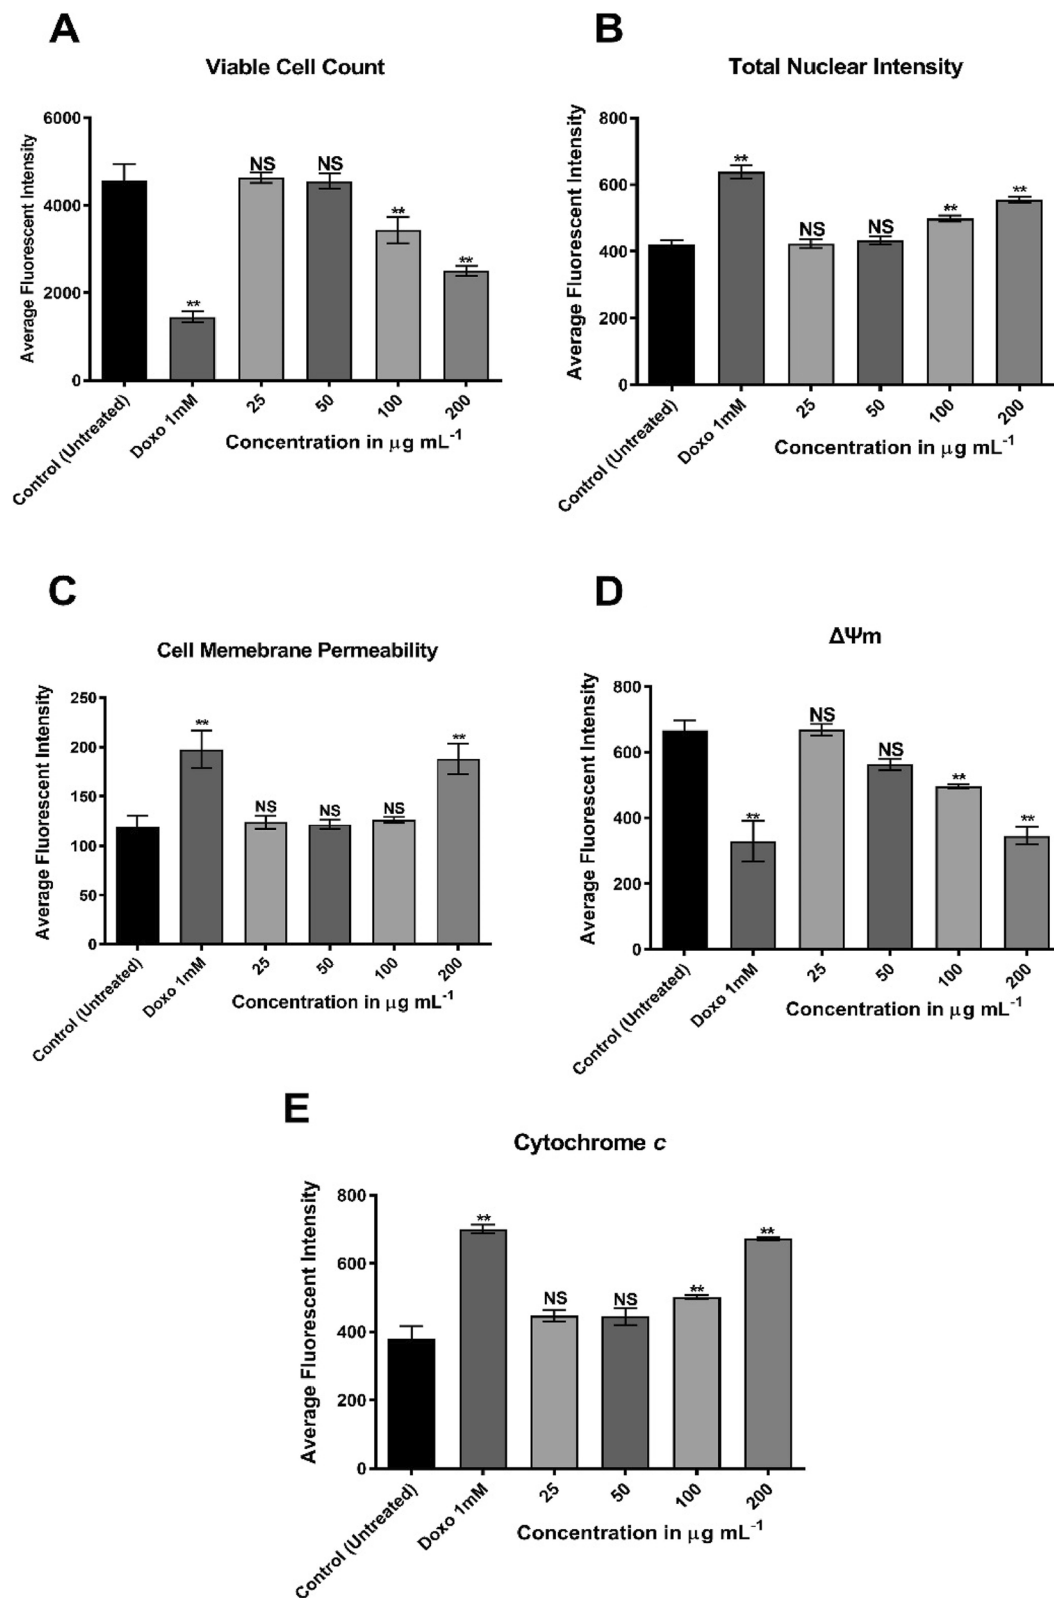 A
Viable Cell Count
Average Fluorescent Intensity
6000
4000
2000
0
**
NS
NS
**
**
Control (Untreated)
Doxo 1mM
25
50
100
200
Concentration in μg mL⁻¹
B
Total Nuclear Intensity
Average Fluorescent Intensity
800
600
400
200
0
**
NS
NS
**
**
Control (Untreated)
Doxo 1mM
25
50
100
200
Concentration in μg mL⁻¹
C
Cell Memebrane Permeability
Average Fluorescent Intensity
250
200
150
100
50
0
**
NS
NS
NS
**
Control (Untreated)
Doxo 1mM
25
50
100
200
Concentration in μg mL⁻¹
D
ΔΨm
Average Fluorescent Intensity
800
600
400
200
0
**
NS
NS
**
**
Control (Untreated)
Doxo 1mM
25
50
100
200
Concentration in μg mL⁻¹
E
Cytochrome c
Average Fluorescent Intensity
800
600
400
200
0
**
NS
NS
**
**
Control (Untreated)
Doxo 1mM
25
50
100
200
Concentration in μg mL⁻¹